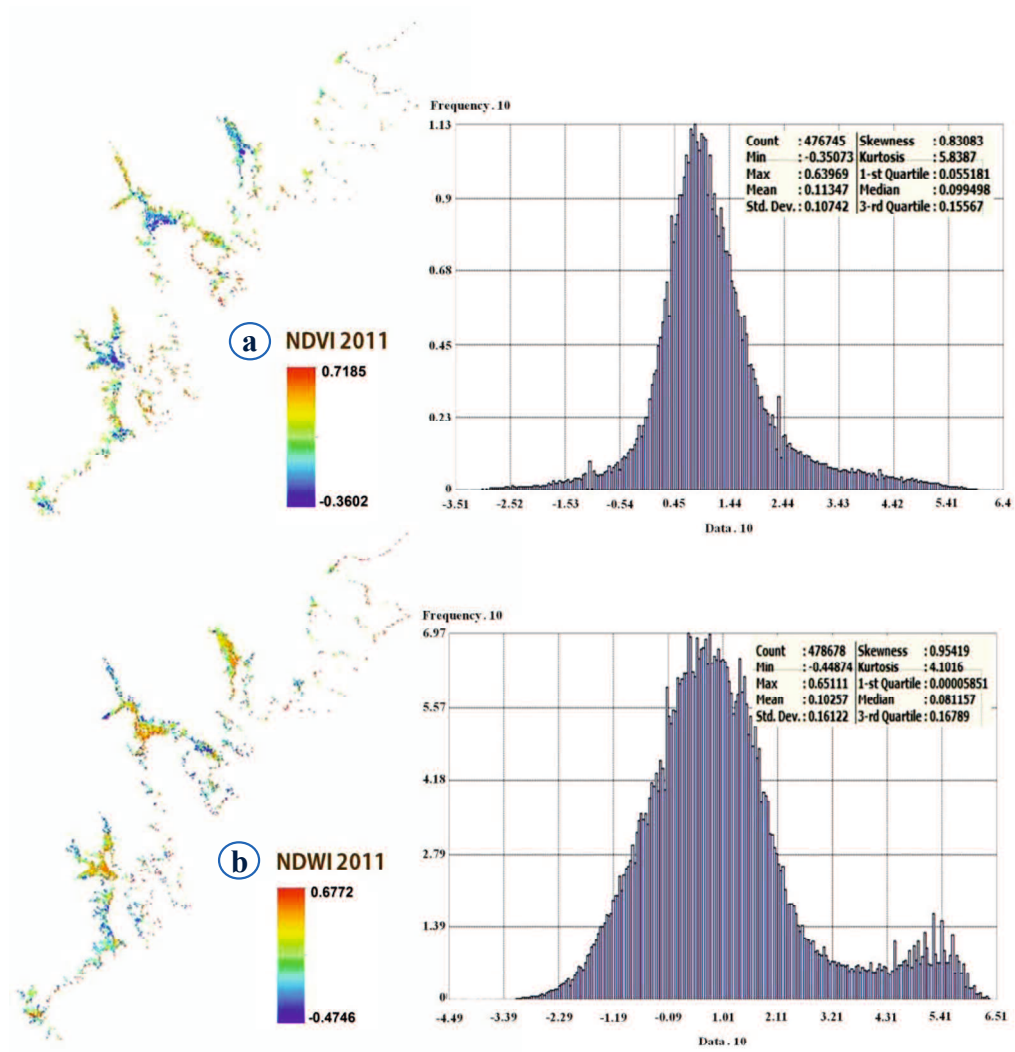 Frequency . 10
1.13
0.9
0.68
0.45
0.23
0
Count : 476745 Skewness : 0.83083
Min : -0.35073 Kurtosis : 5.8387
Max : 0.63969 1-st Quartile : 0.055181
Mean : 0.11347 Median : 0.099498
Std. Dev. : 0.10742 3-rd Quartile : 0.15567
-3.51 -2.52 -1.53 -0.54 0.45 1.44 2.44 3.43 4.42 5.41 6.4
Data . 10
a NDVI 2011
0.7185
-0.3602
Frequency . 10
6.97
5.57
4.18
2.79
1.39
0
Count : 478678 Skewness : 0.95419
Min : -0.44874 Kurtosis : 4.1016
Max : 0.65111 1-st Quartile : 0.00005851
Mean : 0.10257 Median : 0.081157
Std. Dev. : 0.16122 3-rd Quartile : 0.16789
-4.49 -3.39 -2.29 -1.19 -0.09 1.01 2.11 3.21 4.31 5.41 6.51
Data . 10
b NDWI 2011
0.6772
-0.4746